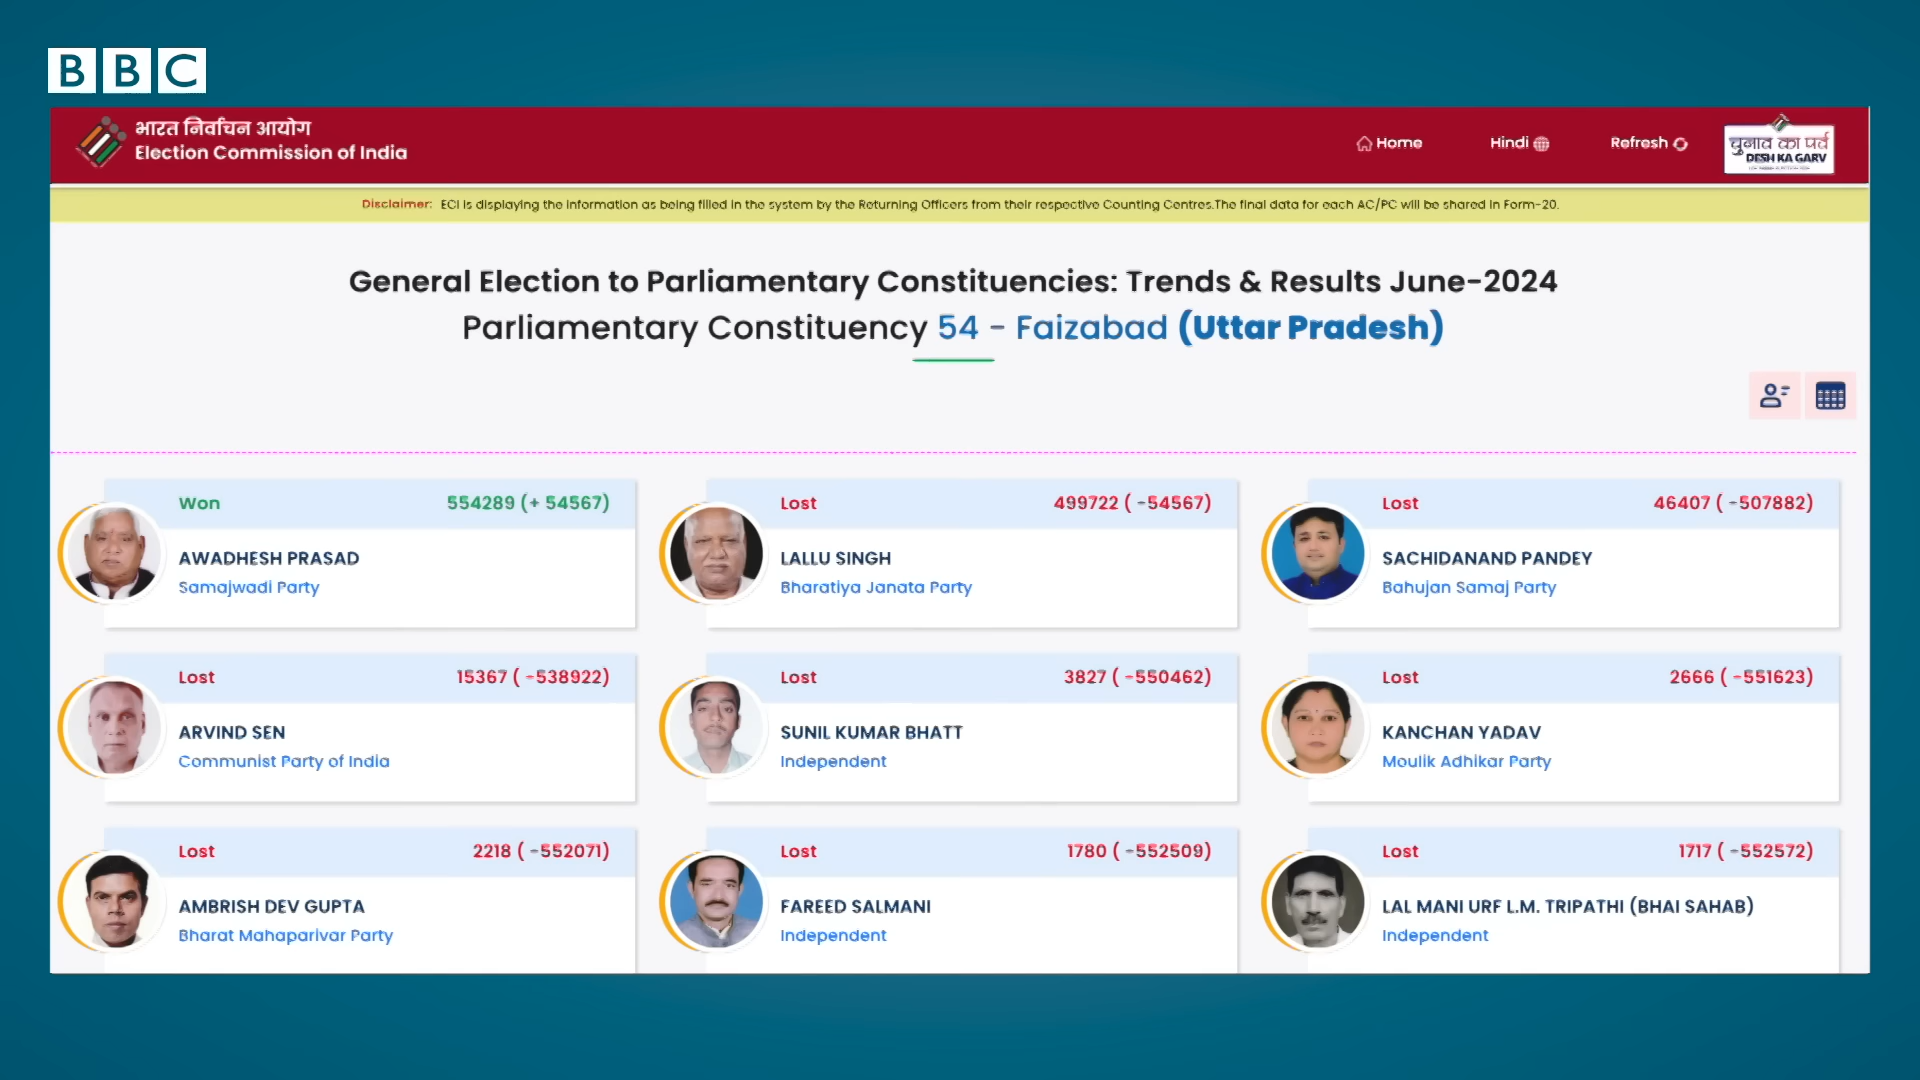 BBC
भारत निर्वाचन आयोग
Election Commission of India
Home
Hindi
Refresh
चुनाव का पर्व
DESH KA GARV
Disclaimer: ECI is displaying the information as being filled in the system by the Returning Officers from their respective Counting Centres.The final data for each AC/PC will be shared in Form-20.
General Election to Parliamentary Constituencies: Trends & Results June-2024
Parliamentary Constituency 54 - Faizabad (Uttar Pradesh)
Won 554289 (+ 54567)
AWADHESH PRASAD
Samajwadi Party
Lost 499722 ( -54567)
LALLU SINGH
Bharatiya Janata Party
Lost 46407 ( -507882)
SACHIDANAND PANDEY
Bahujan Samaj Party
Lost 15367 ( -538922)
ARVIND SEN
Communist Party of India
Lost 3827 ( -550462)
SUNIL KUMAR BHATT
Independent
Lost 2666 ( -551623)
KANCHAN YADAV
Moulik Adhikar Party
Lost 2218 ( -552071)
AMBRISH DEV GUPTA
Bharat Mahaparivar Party
Lost 1780 ( -552509)
FAREED SALMANI
Independent
Lost 1717 ( -552572)
LAL MANI URF L.M. TRIPATHI (BHAI SAHAB)
Independent